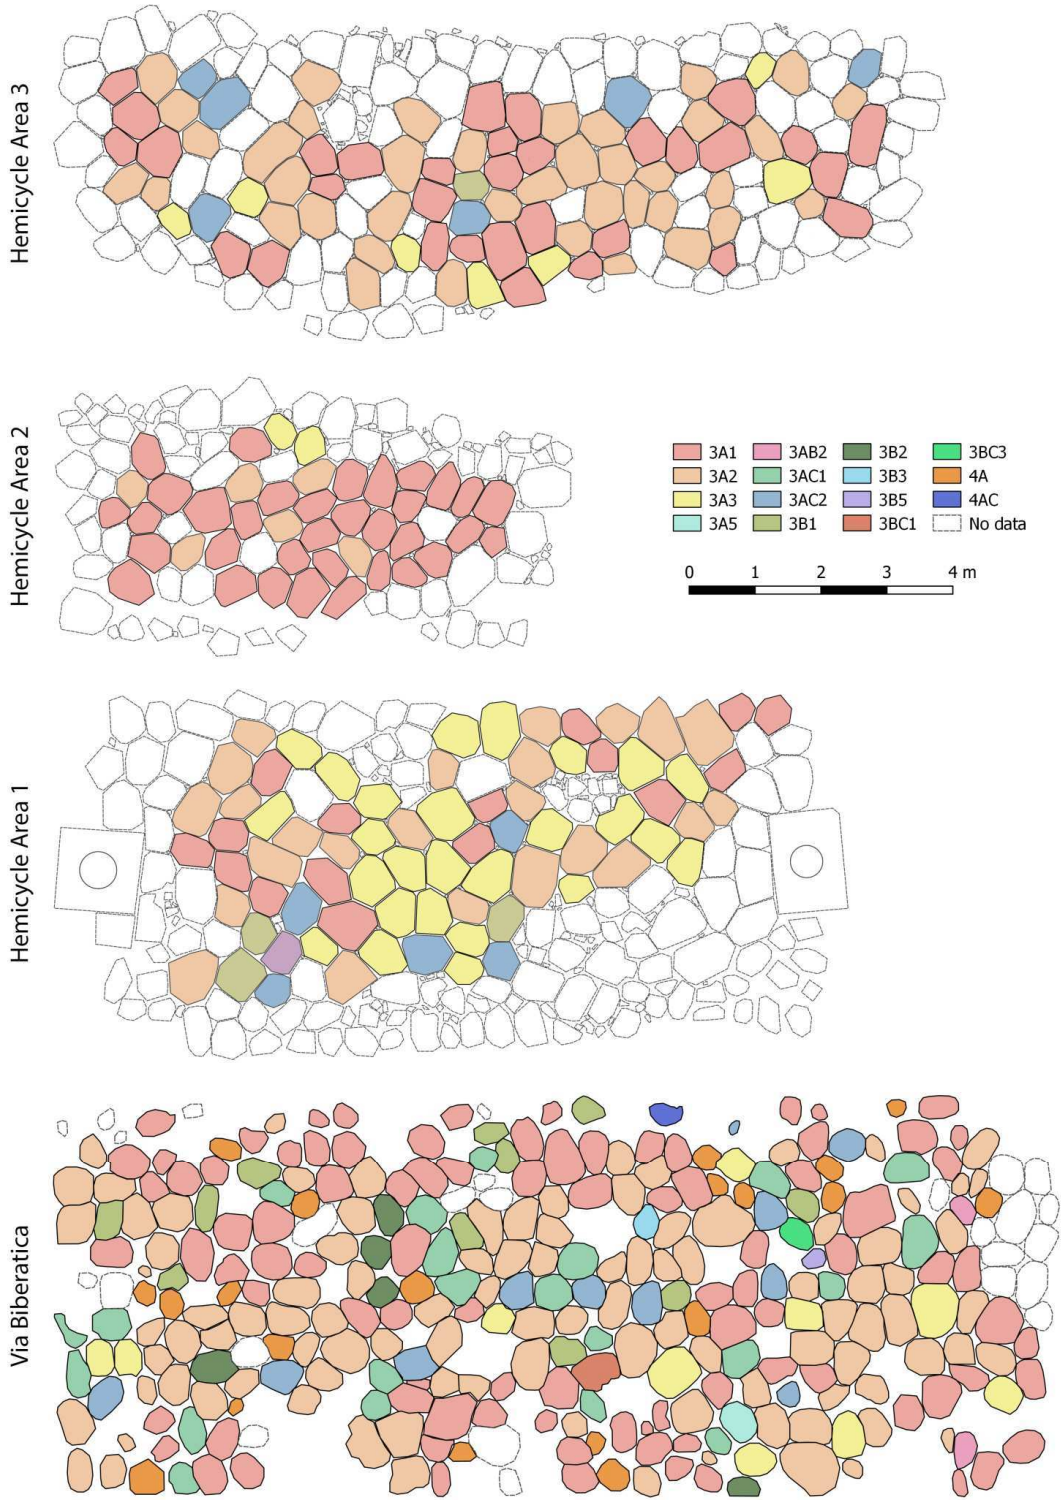 Hemicycle Area 3
Hemicycle Area 2
3A1 3AB2 3B2 3BC3
3A2 3AC1 3B3 4A
3A3 3AC2 3B5 4AC
3A5 3B1 3BC1 No data
0 1 2 3 4 m
Hemicycle Area 1
Via Biberatica